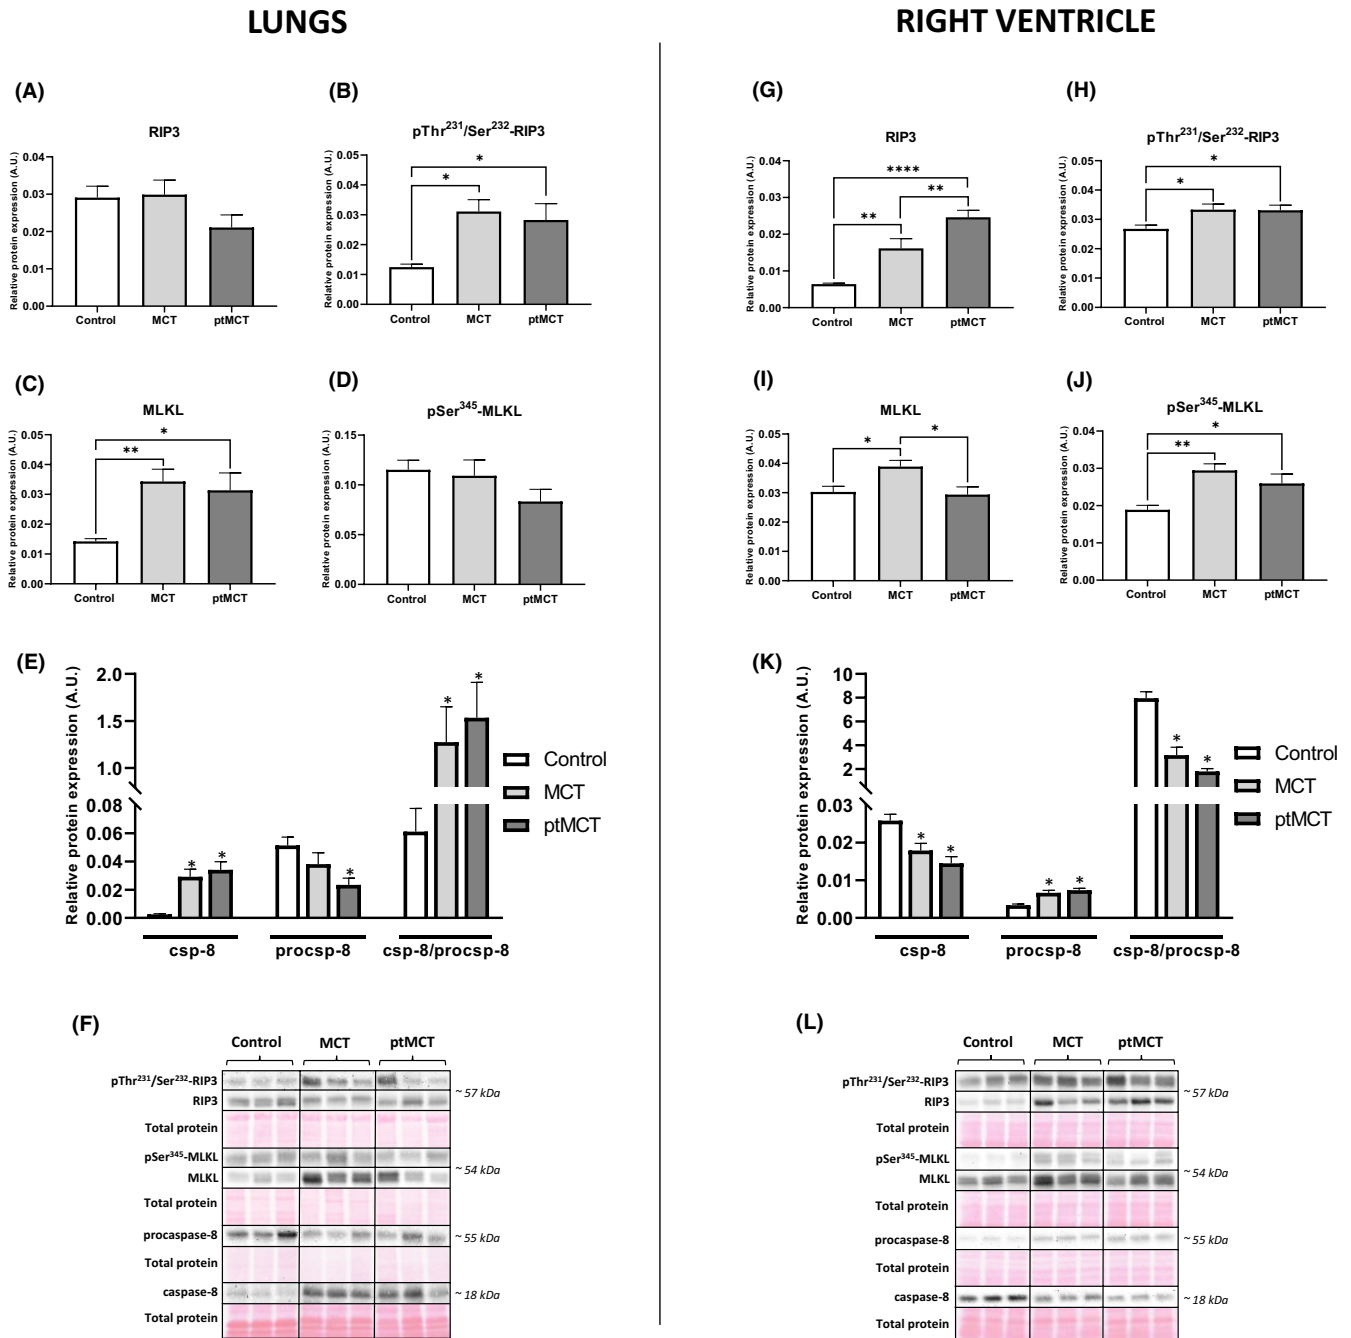 LUNGS
RIGHT VENTRICLE
(A)
RIP3
Relative protein expression (A.U.)
0.04
0.03
0.02
0.01
0.00
Control MCT ptMCT
(B)
pThr²³¹/Ser²³²-RIP3
Relative protein expression (A.U.)
0.05
0.04
0.03
0.02
0.01
0.00
*
*
Control MCT ptMCT
(C)
MLKL
Relative protein expression (A.U.)
0.05
0.04
0.03
0.02
0.01
0.00
*
**
Control MCT ptMCT
(D)
pSer³⁴⁵-MLKL
Relative protein expression (A.U.)
0.15
0.10
0.05
0.00
Control MCT ptMCT
(E)
Relative protein expression (A.U.)
2.0
1.5
1.0
0.08
0.06
0.04
0.02
0.00
* * * * *
csp-8 procsp-8 csp-8/procsp-8
Control
MCT
ptMCT
(F)
Control MCT ptMCT
pThr²³¹/Ser²³²-RIP3
~ 57 kDa
RIP3
Total protein
pSer³⁴⁵-MLKL
~ 54 kDa
MLKL
Total protein
procaspase-8 ~ 55 kDa
Total protein
caspase-8 ~ 18 kDa
Total protein
(G)
RIP3
Relative protein expression (A.U.)
0.04
0.03
0.02
0.01
0.00
****
**
**
Control MCT ptMCT
(H)
pThr²³¹/Ser²³²-RIP3
Relative protein expression (A.U.)
0.05
0.04
0.03
0.02
0.01
0.00
*
*
Control MCT ptMCT
(I)
MLKL
Relative protein expression (A.U.)
0.05
0.04
0.03
0.02
0.01
0.00
* *
Control MCT ptMCT
(J)
pSer³⁴⁵-MLKL
Relative protein expression (A.U.)
0.04
0.03
0.02
0.01
0.00
*
**
Control MCT ptMCT
(K)
Relative protein expression (A.U.)
10
8
6
4
2
0.03
0.02
0.01
0.00
* * * * * *
csp-8 procsp-8 csp-8/procsp-8
Control
MCT
ptMCT
(L)
Control MCT ptMCT
pThr²³¹/Ser²³²-RIP3
~ 57 kDa
RIP3
Total protein
pSer³⁴⁵-MLKL
~ 54 kDa
MLKL
Total protein
procaspase-8 ~ 55 kDa
Total protein
caspase-8 ~ 18 kDa
Total protein